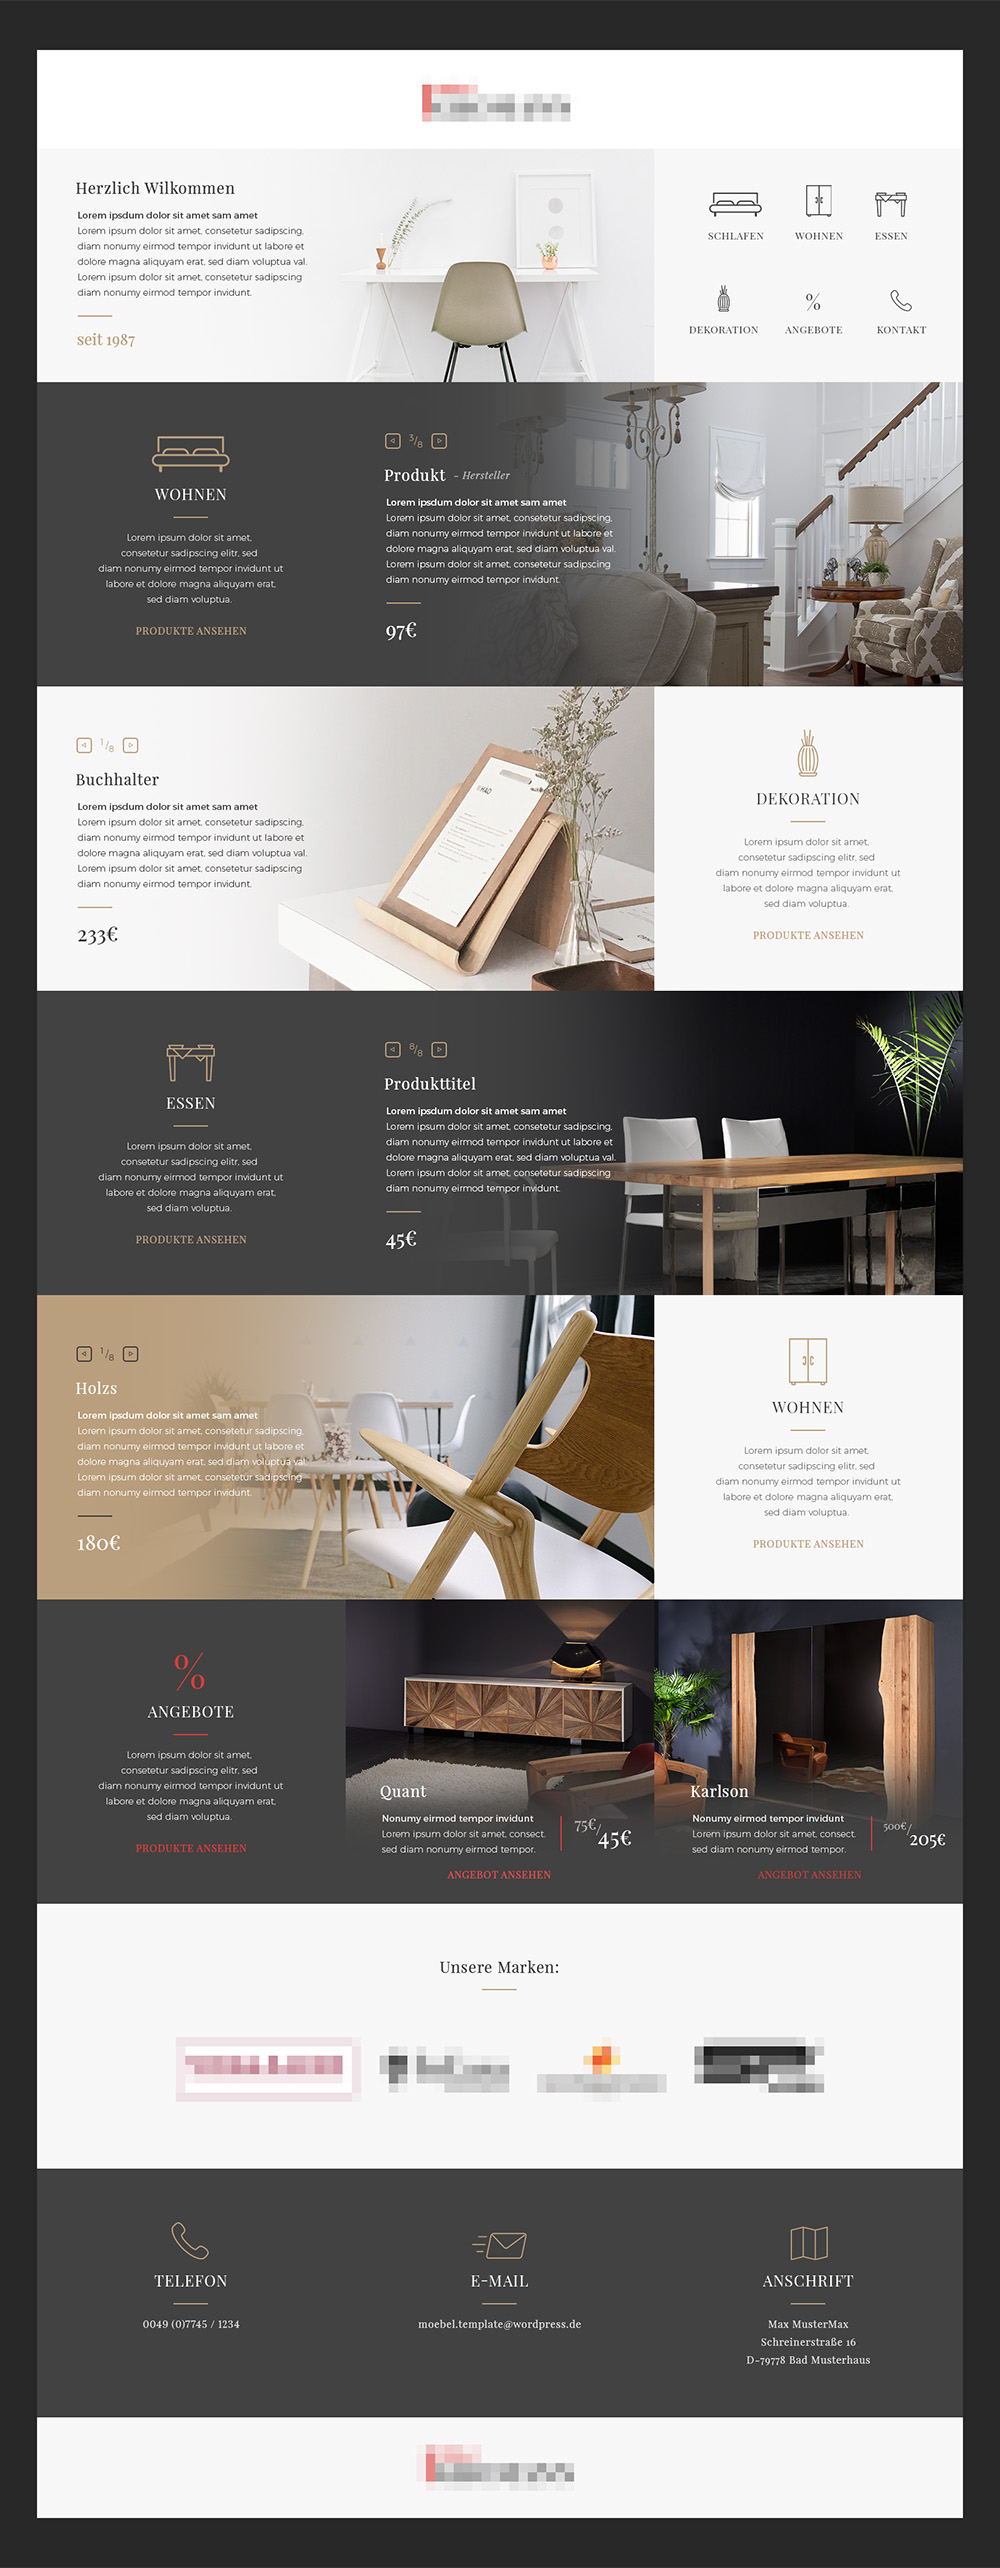 Herzlich Wilkommen
Lorem ipsdum dolor sit amet sam amet
Lorem ipsum dolor sit amet, consetetur sadipscing,
diam nonumy eirmod tempor invidunt ut labore et
dolore magna aliquyam erat, sed diam voluptua val.
Lorem ipsum dolor sit amet, consetetur sadipscing
diam nonumy eirmod tempor invidunt.
seit 1987
SCHLAFEN
WOHNEN
ESSEN
%
DEKORATION
ANGEBOTE
KONTAKT
WOHNEN
Lorem ipsum dolor sit amet,
consetetur sadipscing elitr, sed
diam nonumy eirmod tempor invidunt ut
labore et dolore magna aliquyam erat,
sed diam voluptua.
PRODUKTE ANSEHEN
3/8
Produkt - Hersteller
Lorem ipsdum dolor sit amet sam amet
Lorem ipsum dolor sit amet, consetetur sadipscing,
diam nonumy eirmod tempor invidunt ut labore et
dolore magna aliquyam erat, sed diam voluptua val.
Lorem ipsum dolor sit amet, consetetur sadipscing
diam nonumy eirmod tempor invidunt.
97€
1/8
Buchhalter
Lorem ipsdum dolor sit amet sam amet
Lorem ipsum dolor sit amet, consetetur sadipscing,
diam nonumy eirmod tempor invidunt ut labore et
dolore magna aliquyam erat, sed diam voluptua val.
Lorem ipsum dolor sit amet, consetetur sadipscing
diam nonumy eirmod tempor invidunt.
233€
DEKORATION
Lorem ipsum dolor sit amet,
consetetur sadipscing elitr, sed
diam nonumy eirmod tempor invidunt ut
labore et dolore magna aliquyam erat,
sed diam voluptua.
PRODUKTE ANSEHEN
ESSEN
Lorem ipsum dolor sit amet,
consetetur sadipscing elitr, sed
diam nonumy eirmod tempor invidunt ut
labore et dolore magna aliquyam erat,
sed diam voluptua.
PRODUKTE ANSEHEN
8/8
Produkttitel
Lorem ipsdum dolor sit amet sam amet
Lorem ipsum dolor sit amet, consetetur sadipscing,
diam nonumy eirmod tempor invidunt ut labore et
dolore magna aliquyam erat, sed diam voluptua val.
Lorem ipsum dolor sit amet, consetetur sadipscing
diam nonumy eirmod tempor invidunt.
45€
1/8
Holzs
Lorem ipsdum dolor sit amet sam amet
Lorem ipsum dolor sit amet, consetetur sadipscing,
diam nonumy eirmod tempor invidunt ut labore et
dolore magna aliquyam erat, sed diam voluptua val.
Lorem ipsum dolor sit amet, consetetur sadipscing
diam nonumy eirmod tempor invidunt.
180€
WOHNEN
Lorem ipsum dolor sit amet,
consetetur sadipscing elitr, sed
diam nonumy eirmod tempor invidunt ut
labore et dolore magna aliquyam erat,
sed diam voluptua.
PRODUKTE ANSEHEN
%
ANGEBOTE
Lorem ipsum dolor sit amet,
consetetur sadipscing elitr, sed
diam nonumy eirmod tempor invidunt ut
labore et dolore magna aliquyam erat,
sed diam voluptua.
PRODUKTE ANSEHEN
Quant
Nonumy eirmod tempor invidunt
Lorem ipsum dolor sit amet, consect.
sed diam nonumy eirmod tempor.
75€/45€
ANGEBOT ANSEHEN
Karlson
Nonumy eirmod tempor invidunt
Lorem ipsum dolor sit amet, consect.
sed diam nonumy eirmod tempor.
500€/205€
ANGEBOT ANSEHEN
Unsere Marken:
TELEFON
0049 (0)7745 / 1234
E-MAIL
moebel.template@wordpress.de
ANSCHRIFT
Max MusterMax
Schreinerstraße 16
D-79778 Bad Musterhaus